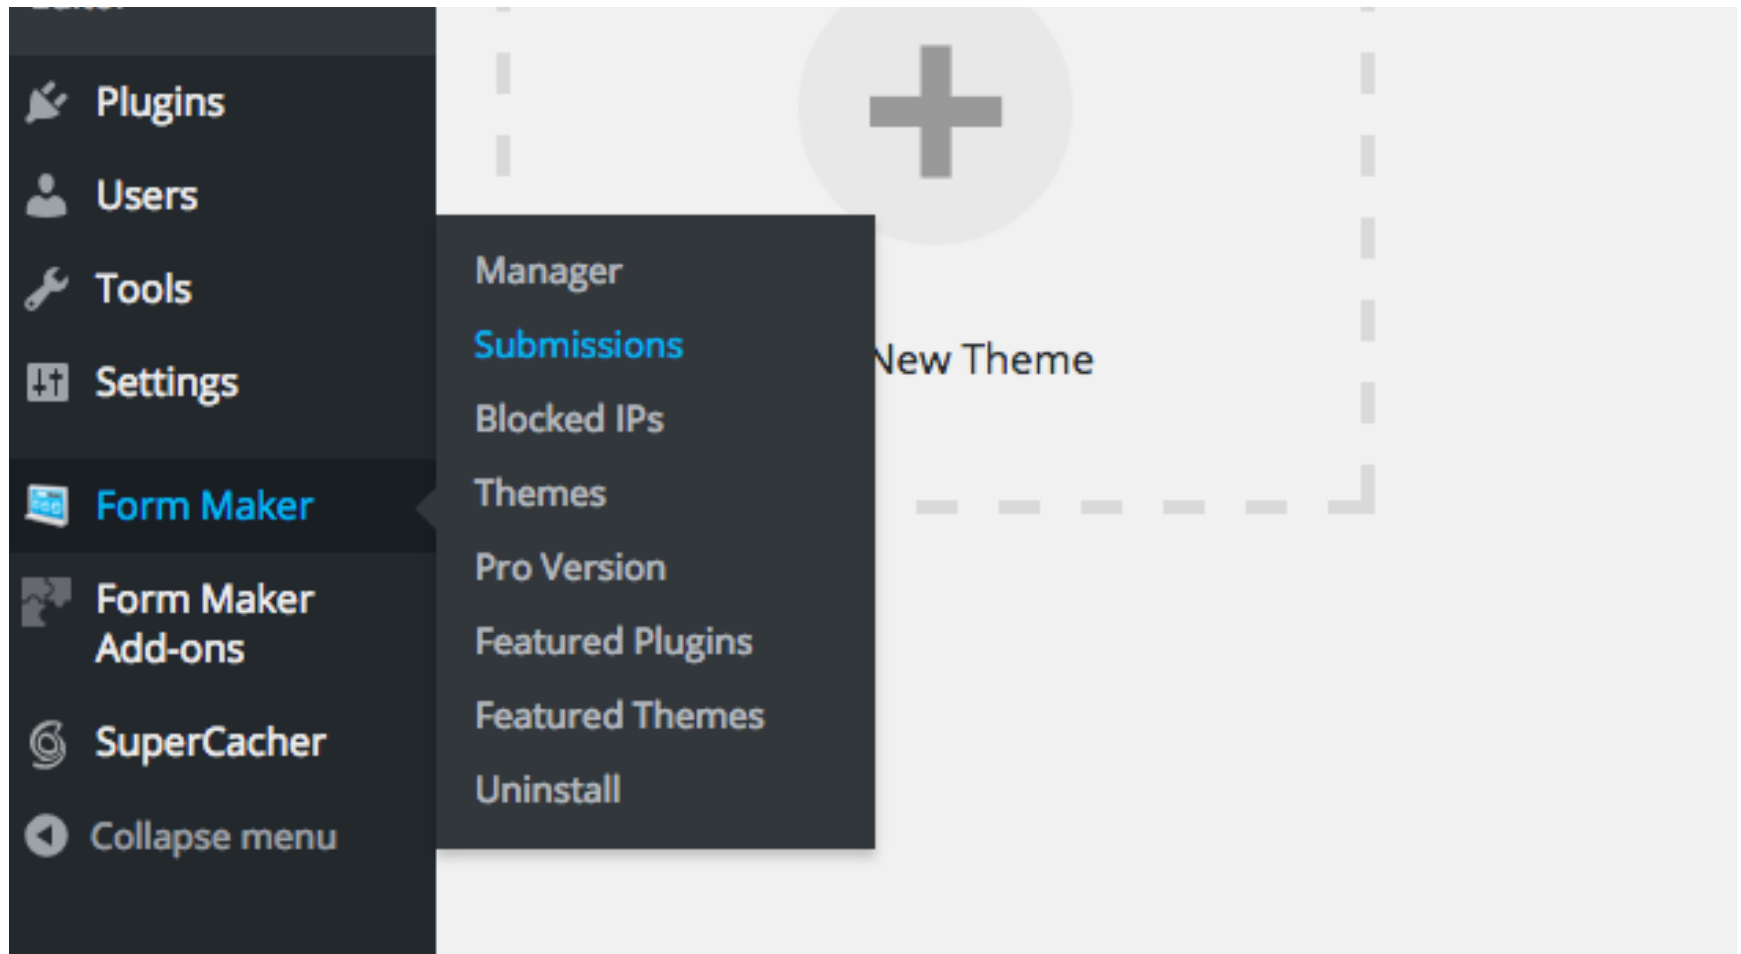 Plugins
Users
Tools
Settings
Form Maker
Form Maker
Add-ons
SuperCacher
Collapse menu
Manager
Submissions
Blocked IPs
Themes
Pro Version
Featured Plugins
Featured Themes
Uninstall
New Theme